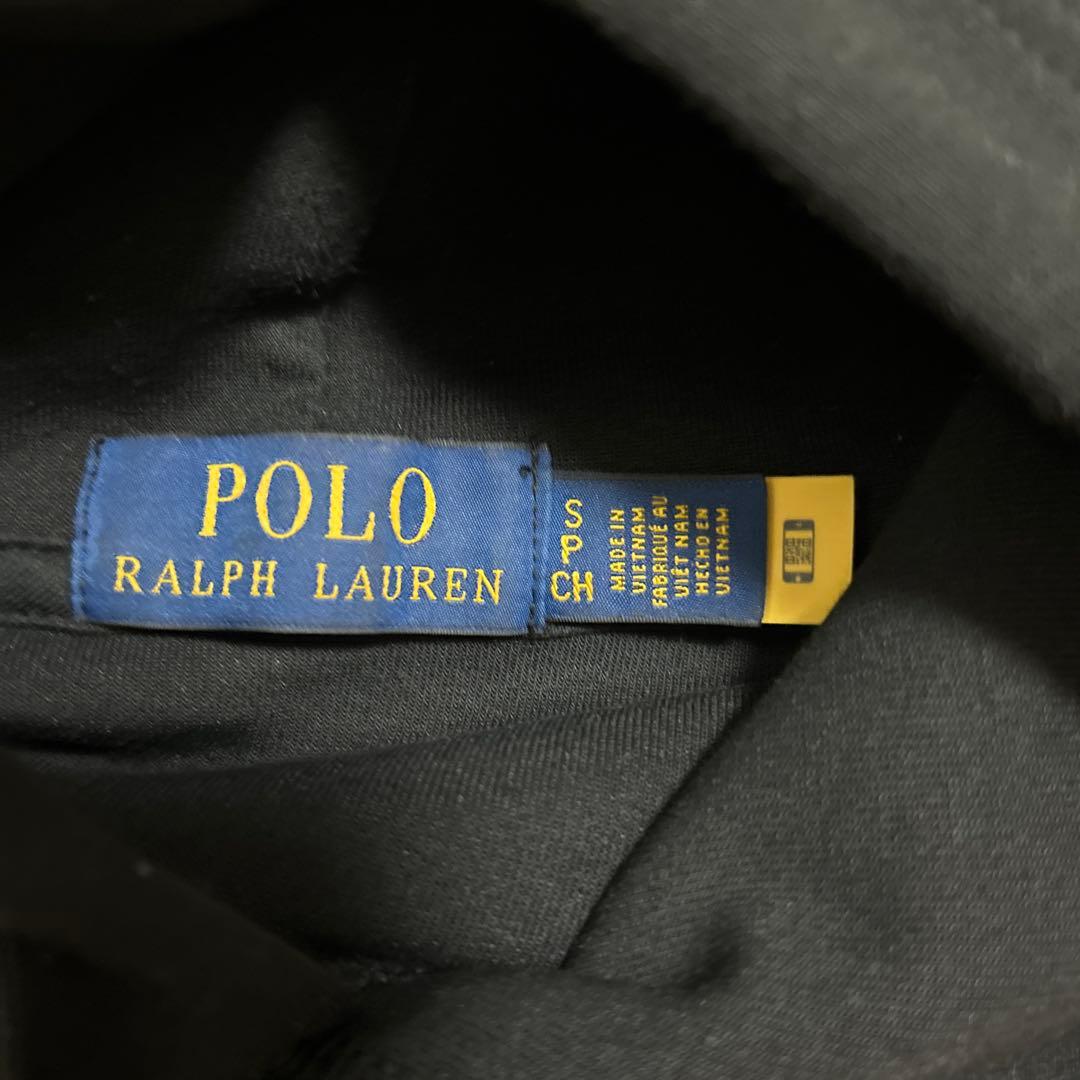 POLO
RALPH LAUREN
S
P
CH
MADE IN
VIETNAM
FABRIQUÉ AU
VIÊT NAM
HECHO EN
VIETNAM